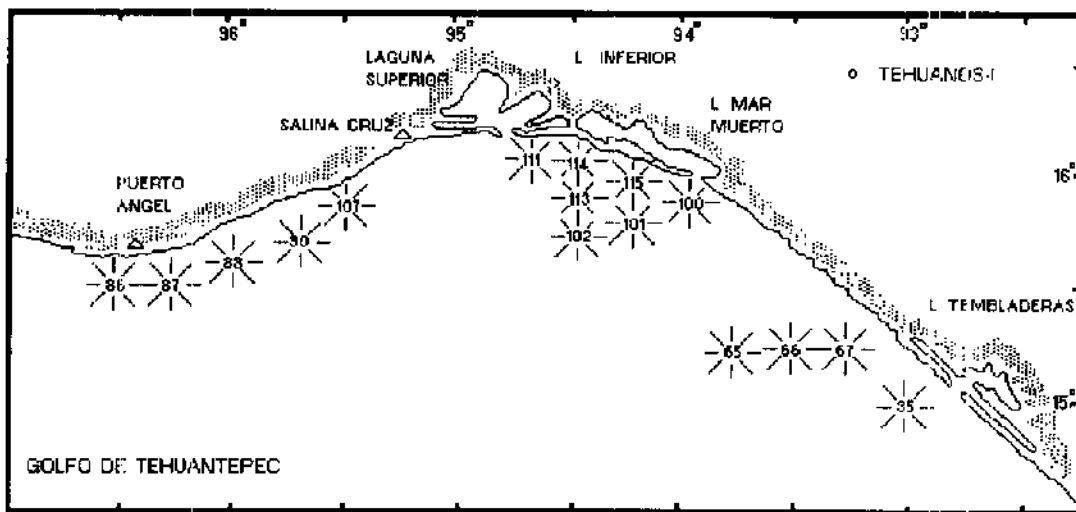 96°
95°
94°
93°
LAGUNA
SUPERIOR
L INFERIOR
TEHUANOS-I
SALINA CRUZ
L MAR
MUERTO
PUERTO
ANGEL
111
114
16°
113
115
100
107
102
101
90
88
86
87
L TEMBLADERAS
65
66
67
35
15°
GOLFO DE TEHUANTEPEC